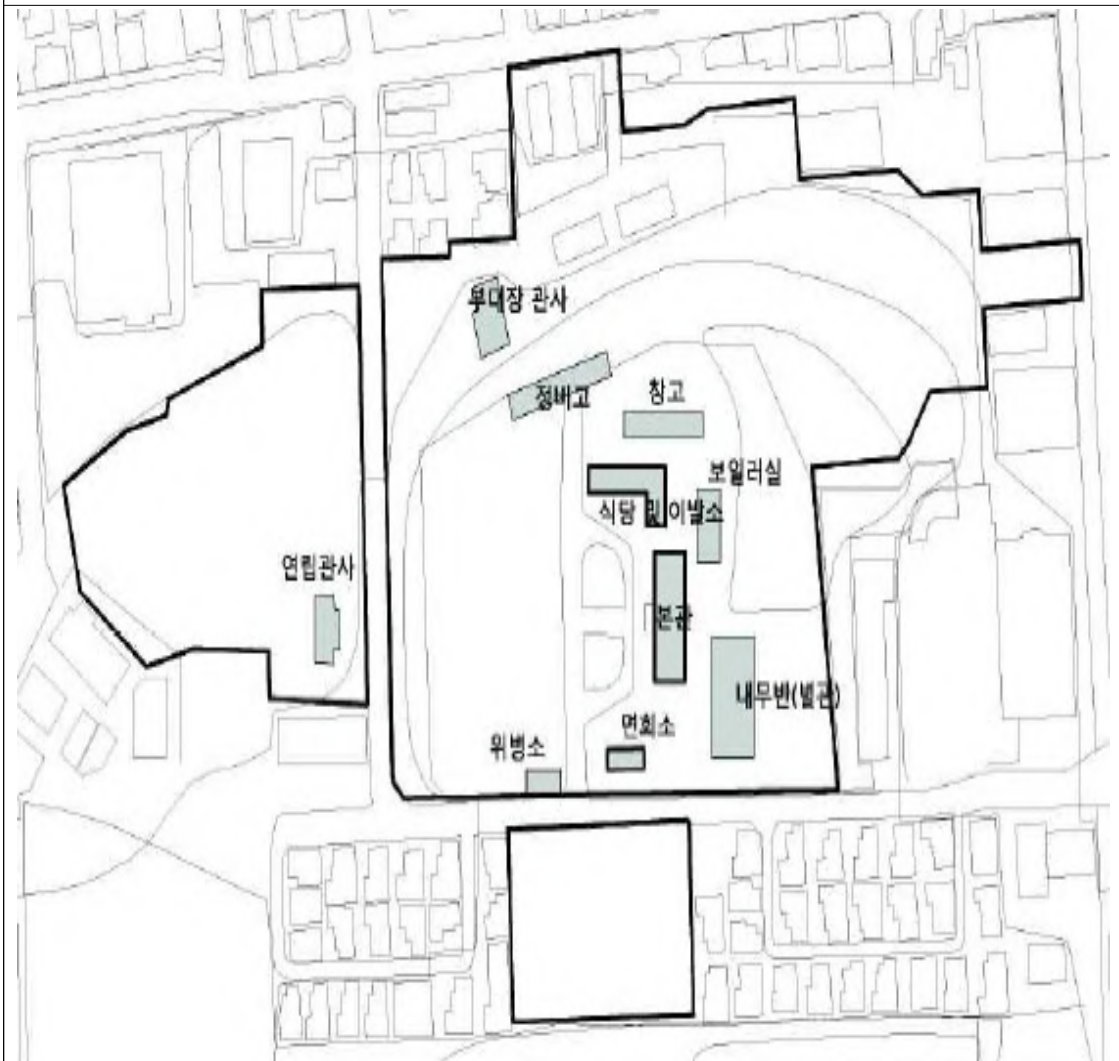 부대장 관사
정비고
창고
보일러실
식당 및 이발소
연립관사
본관
내무반(별관)
면회소
위병소